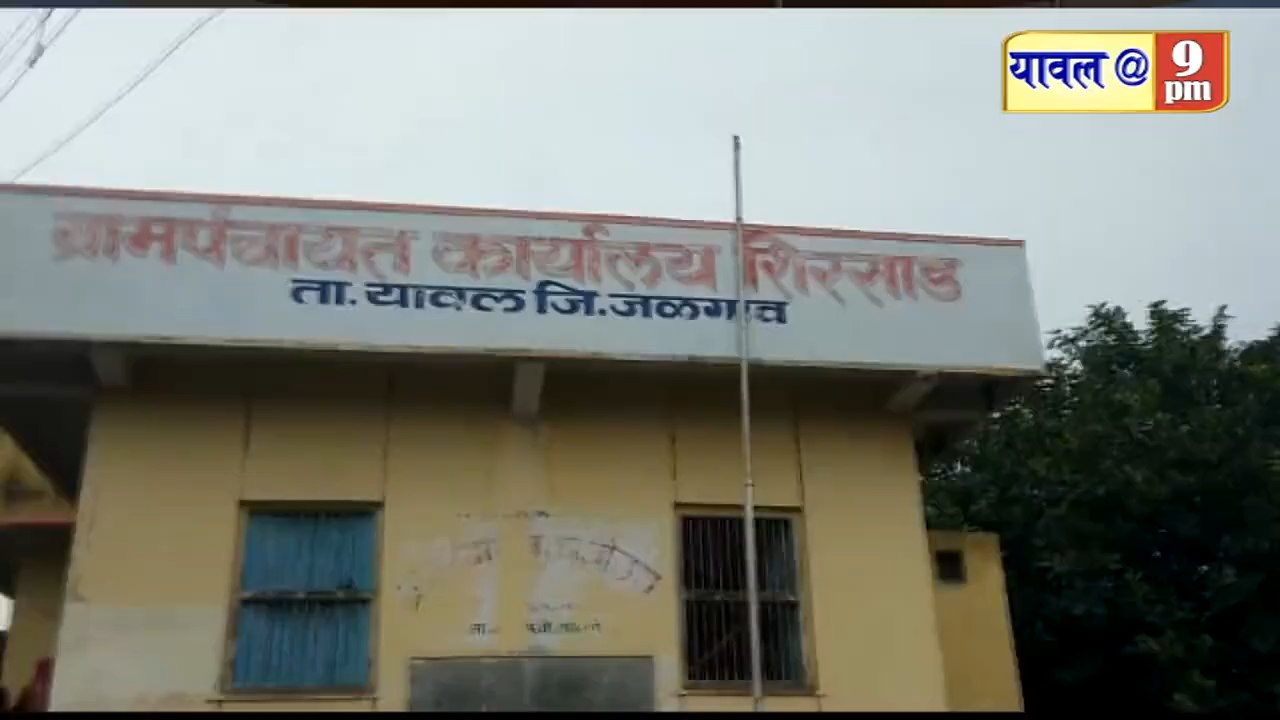 यावल @ 9 pm
ग्रामपंचायत कार्यालय शिरसाड
ता. यावल जि. जळगाव